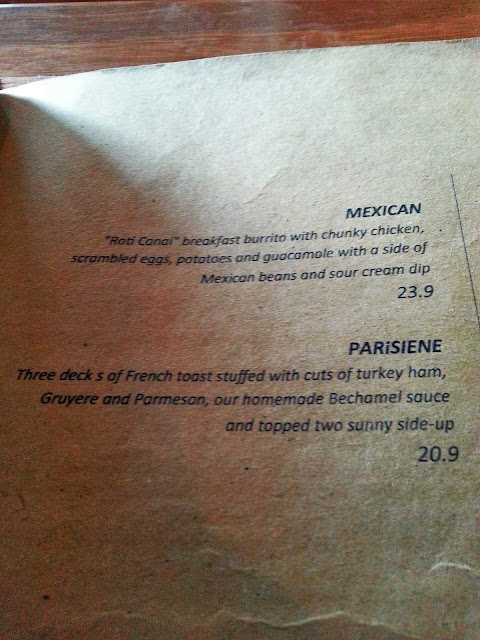 MEXICAN
"Roti Canai" breakfast burrito with chunky chicken,
scrambled eggs, potatoes and guacamole with a side of
Mexican beans and sour cream dip
23.9
PARiSIENE
Three deck s of French toast stuffed with cuts of turkey ham,
Gruyere and Parmesan, our homemade Bechamel sauce
and topped two sunny side-up
20.9